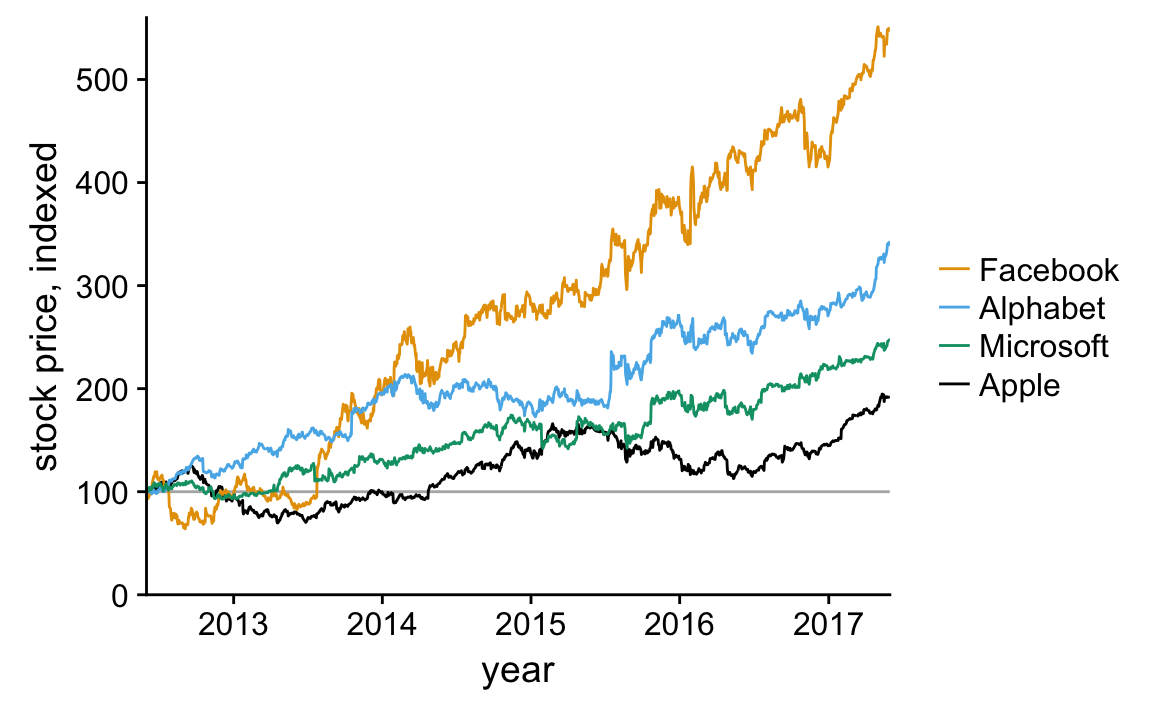 stock price, indexed
500
400
300
200
100
0
2013 2014 2015 2016 2017
year
Facebook
Alphabet
Microsoft
Apple